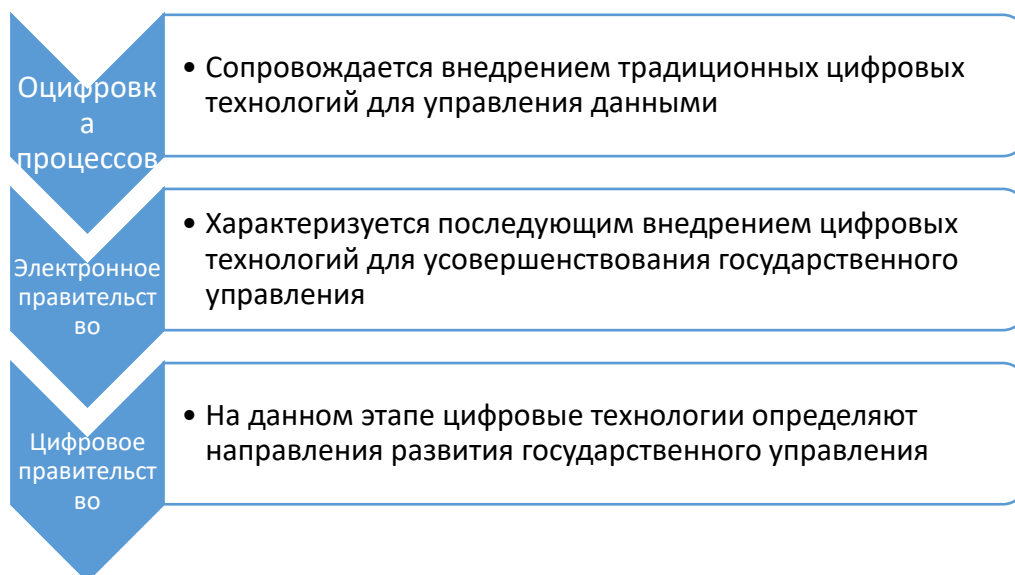 Оцифровк
а
процессов
• Сопровождается внедрением традиционных цифровых
технологий для управления данными
Электронное
правительст
во
• Характеризуется последующим внедрением цифровых
технологий для усовершенствования государственного
управления
Цифровое
правительст
во
• На данном этапе цифровые технологии определяют
направления развития государственного управления